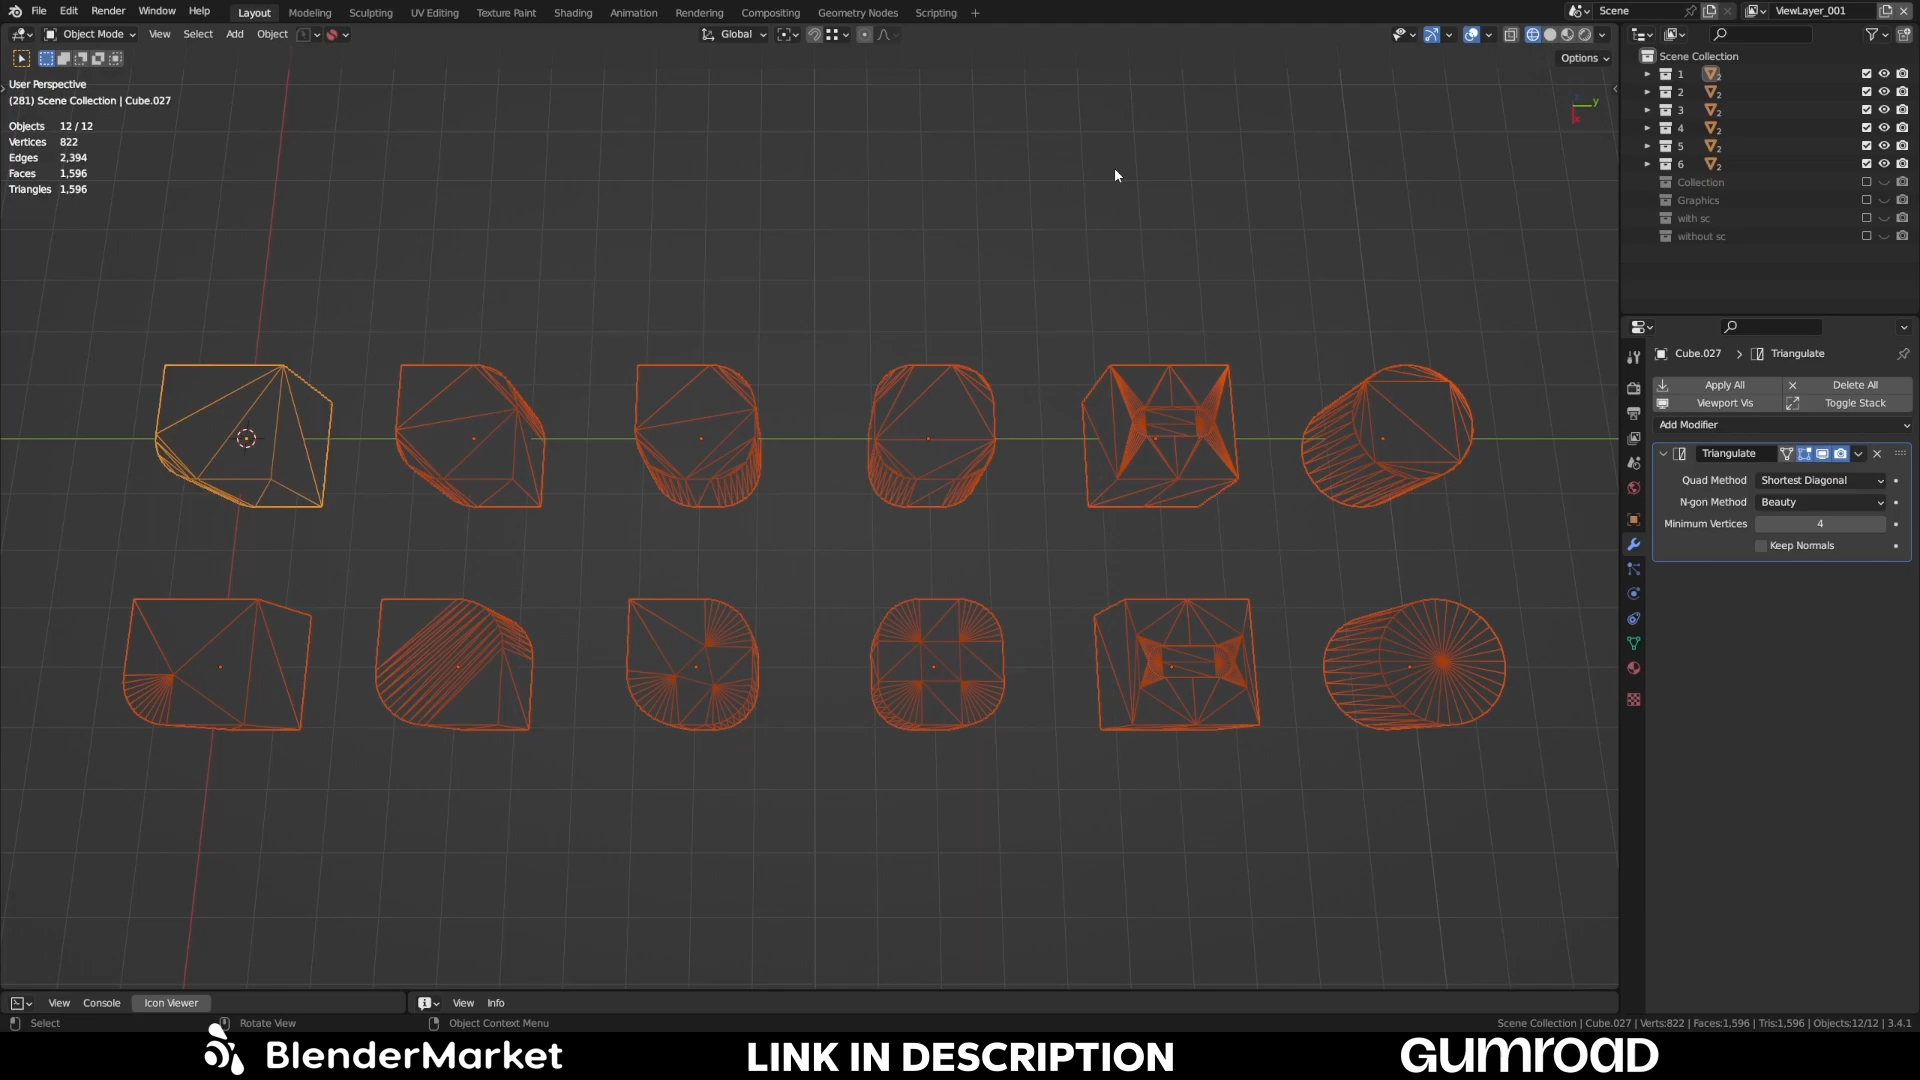 File Edit Render Window Help Layout Modeling Sculpting UV Editing Texture Paint Shading Animation Rendering Compositing Geometry Nodes Scripting + Scene ViewLayer_001
Object Mode View Select Add Object Global
Options
User Perspective
(281) Scene Collection | Cube.027
Objects 12 / 12
Vertices 822
Edges 2,394
Faces 1,596
Triangles 1,596
y
Scene Collection
1 2
2 2
3 2
4 2
5 2
6 2
Collection
Graphics
with sc
without sc
Cube.027 > Triangulate
Apply All Delete All
Viewport Vis Toggle Stack
Add Modifier
Triangulate
Quad Method Shortest Diagonal
N-gon Method Beauty
Minimum Vertices 4
Keep Normals
View Console Icon Viewer View Info
Select Rotate View Object Context Menu Scene Collection | Cube.027 | Verts:822 | Faces:1,596 | Tris:1,596 | Objects:12/12 | 3.4.1
BlenderMarket LINK IN DESCRIPTION GUMROAD